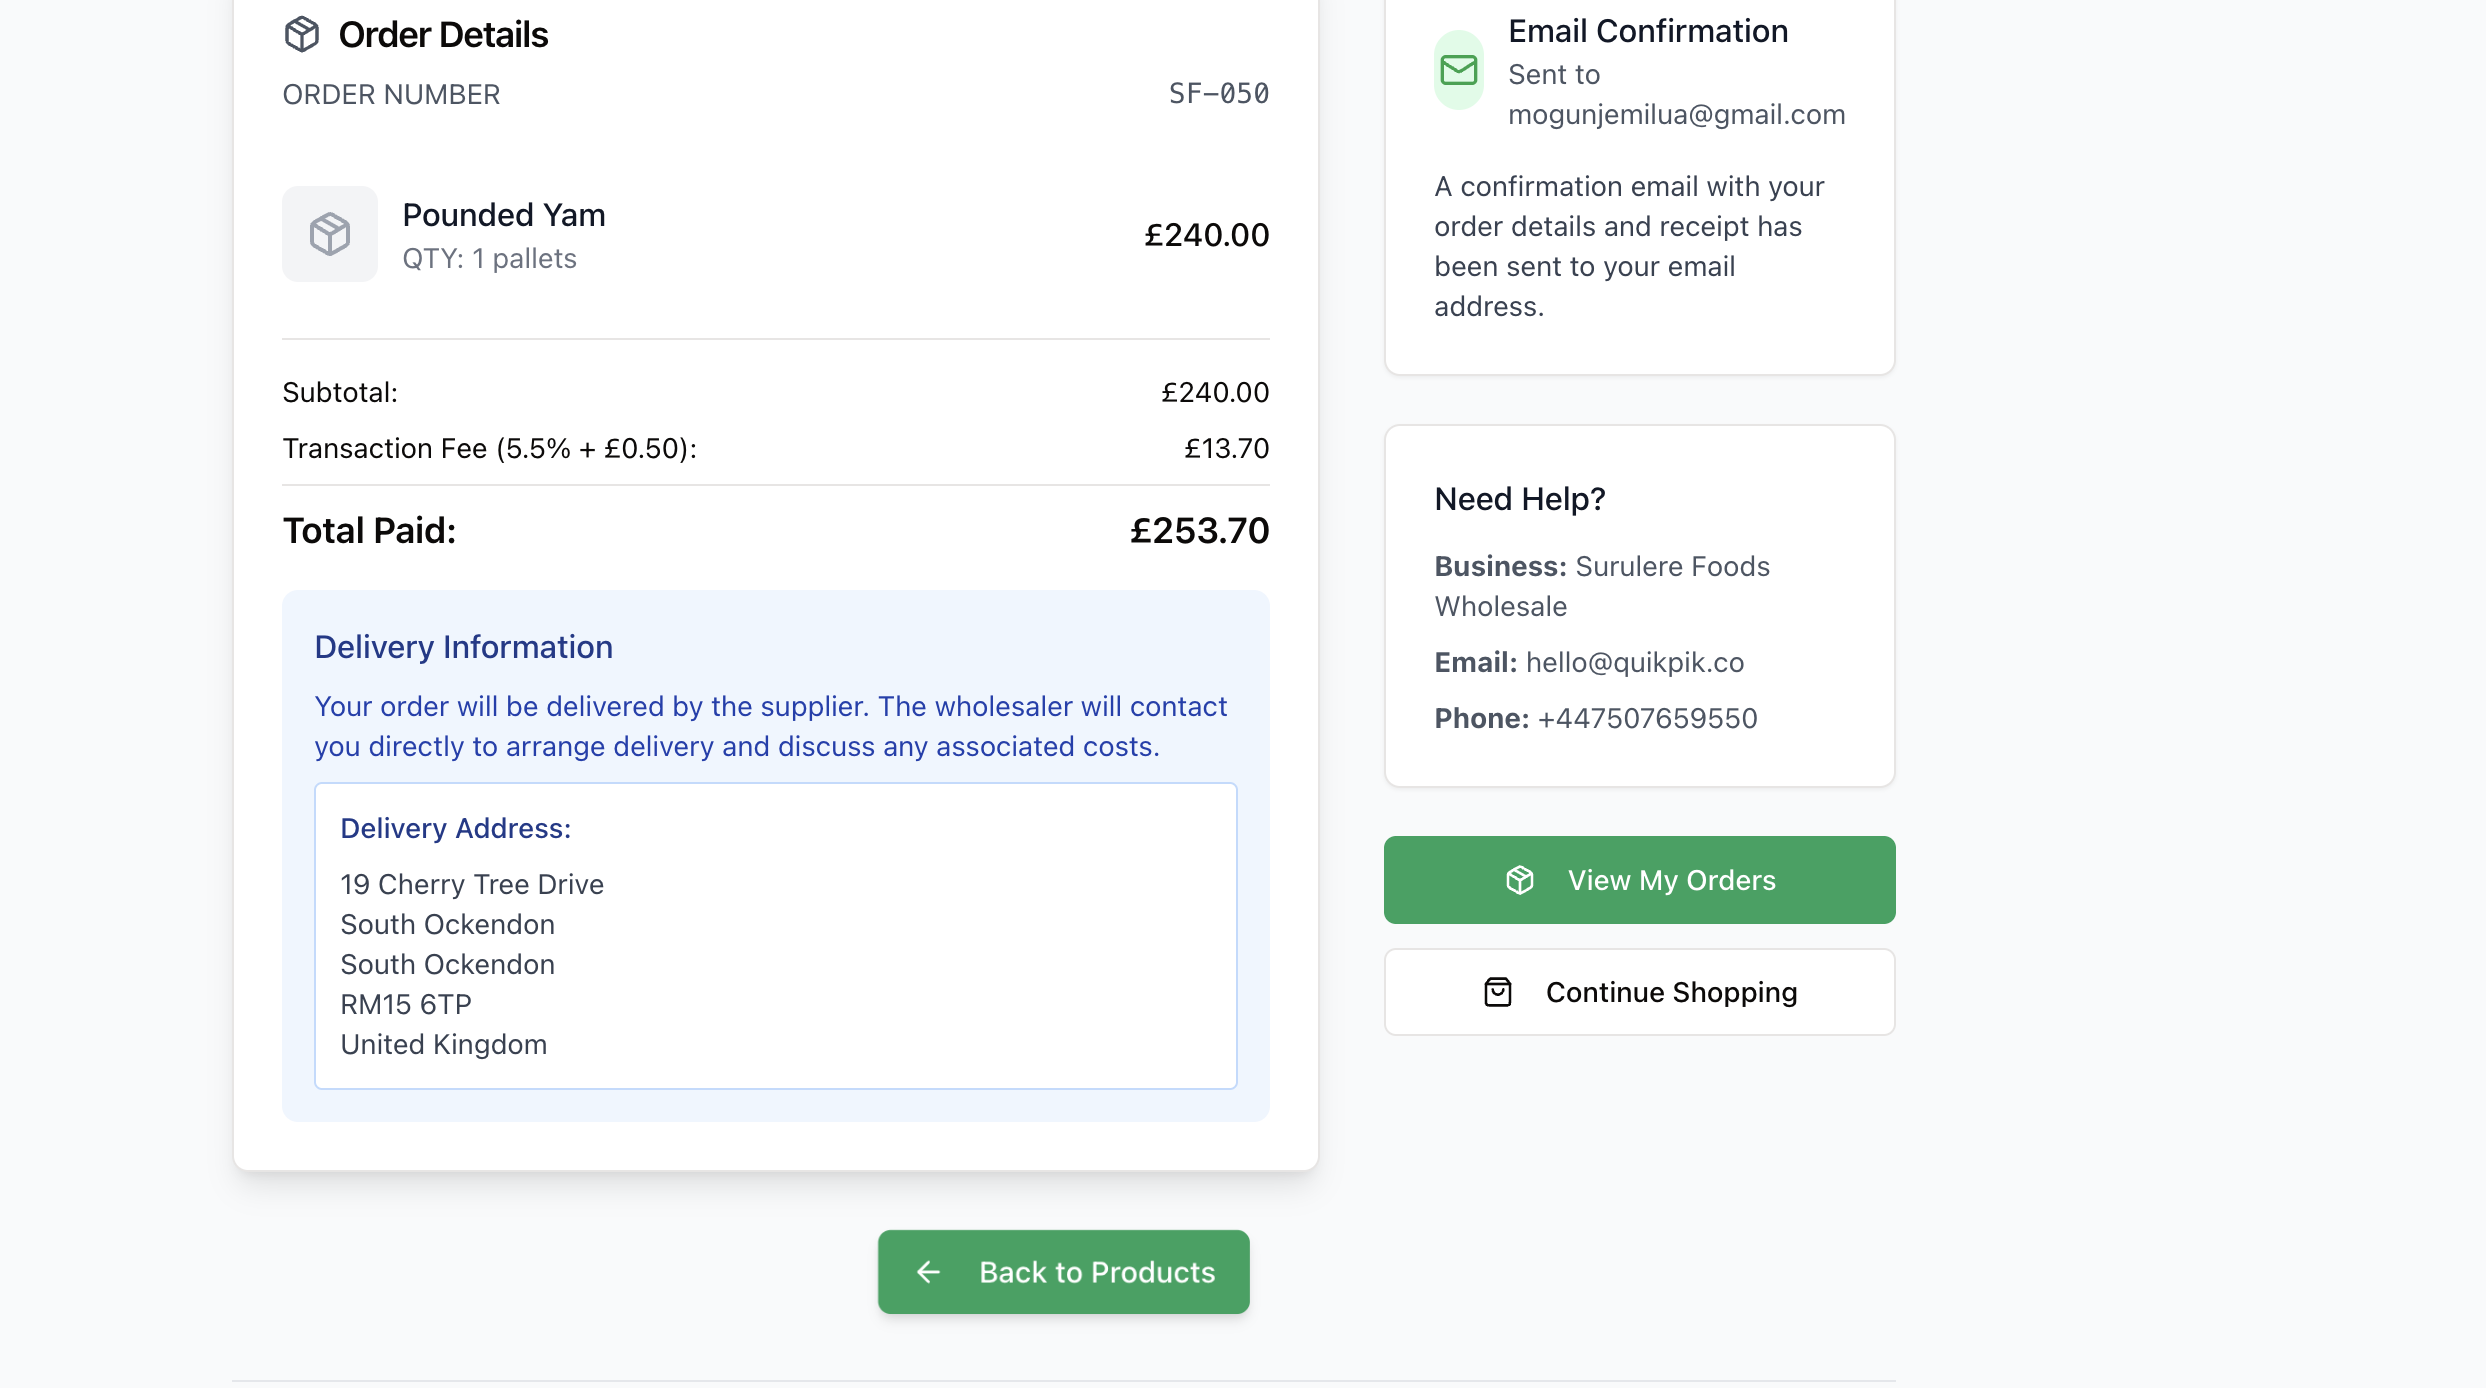 Order Details
ORDER NUMBER
SF-050
Pounded Yam
QTY: 1 pallets
£240.00
Subtotal:
£240.00
Transaction Fee (5.5% + £0.50):
£13.70
Total Paid:
£253.70
Delivery Information
Your order will be delivered by the supplier. The wholesaler will contact
you directly to arrange delivery and discuss any associated costs.
Delivery Address:
19 Cherry Tree Drive
South Ockendon
South Ockendon
RM15 6TP
United Kingdom
Back to Products
Email Confirmation
Sent to
mogunjemilua@gmail.com
A confirmation email with your
order details and receipt has
been sent to your email
address.
Need Help?
Business: Surulere Foods
Wholesale
Email: hello@quikpik.co
Phone: +447507659550
View My Orders
Continue Shopping